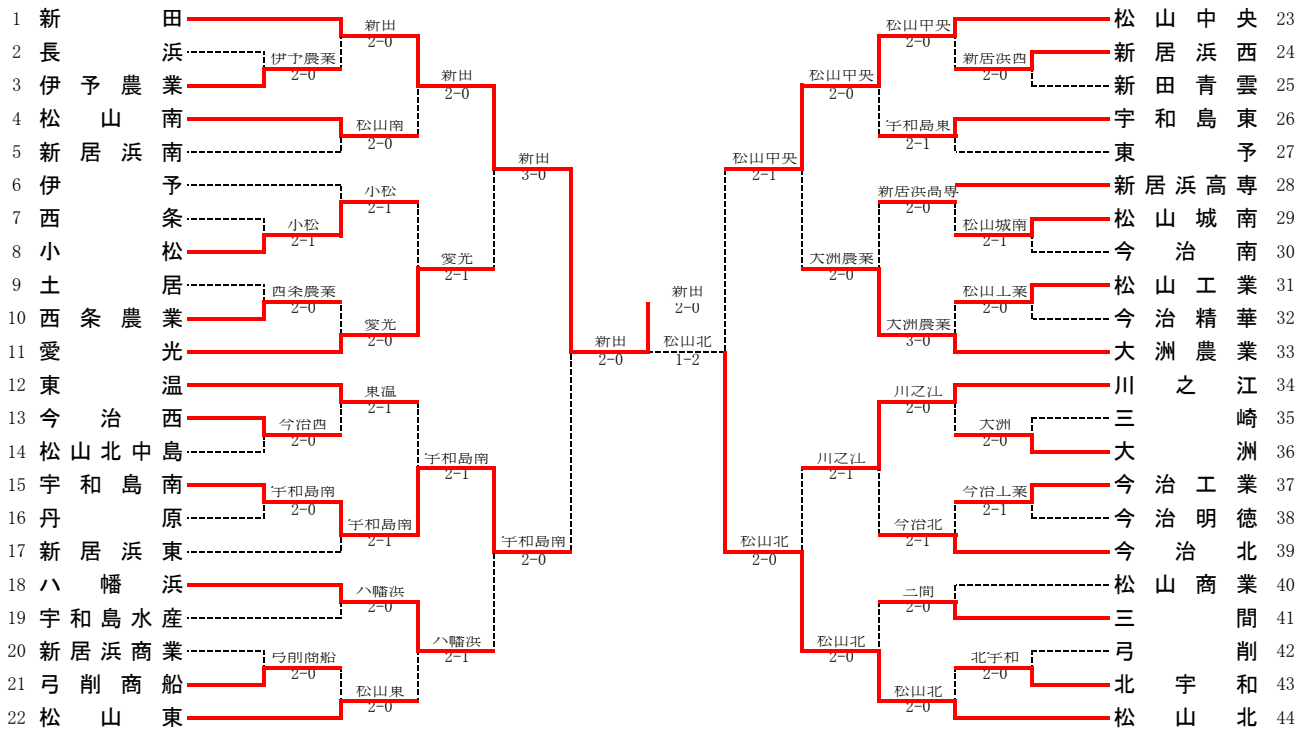 1 新田
2 長浜
3 伊予農業
4 松山南
5 新居浜南
6 伊予
7 西条
8 小松
9 土居
10 西条農業
11 愛光
12 東温
13 今治西
14 松山北中島
15 宇和島南
16 丹原
17 新居浜東
18 八幡浜
19 宇和島水産
20 新居浜商業
21 弓削商船
22 松山東
伊予農業
2-0
小松
2-1
西条農業
2-0
今治西
2-0
宇和島南
2-0
弓削商船
2-0
新田
2-0
松山南
2-0
小松
2-1
愛光
2-0
東温
2-1
宇和島南
2-1
八幡浜
2-0
松山東
2-0
新田
2-0
愛光
2-1
宇和島南
2-1
八幡浜
2-1
新田
3-0
宇和島南
2-0
新田
2-0
新田
2-0
松山北
1-2
松山中央
2-1
松山北
2-0
松山中央
2-0
大洲農業
2-0
川之江
2-1
松山北
2-0
松山中央
2-0
宇和島東
2-1
新居浜高専
2-0
大洲農業
3-0
川之江
2-0
今治北
2-1
三間
2-0
松山北
2-0
新居浜西
2-0
松山城南
2-1
松山工業
2-0
大洲
2-0
今治工業
2-1
北宇和
2-0
松山中央 23
新居浜西 24
新田青雲 25
宇和島東 26
東予 27
新居浜高専 28
松山城南 29
今治南 30
松山工業 31
今治精華 32
大洲農業 33
川之江 34
三崎 35
大洲 36
今治工業 37
今治明徳 38
今治北 39
松山商業 40
三間 41
弓削 42
北宇和 43
松山北 44